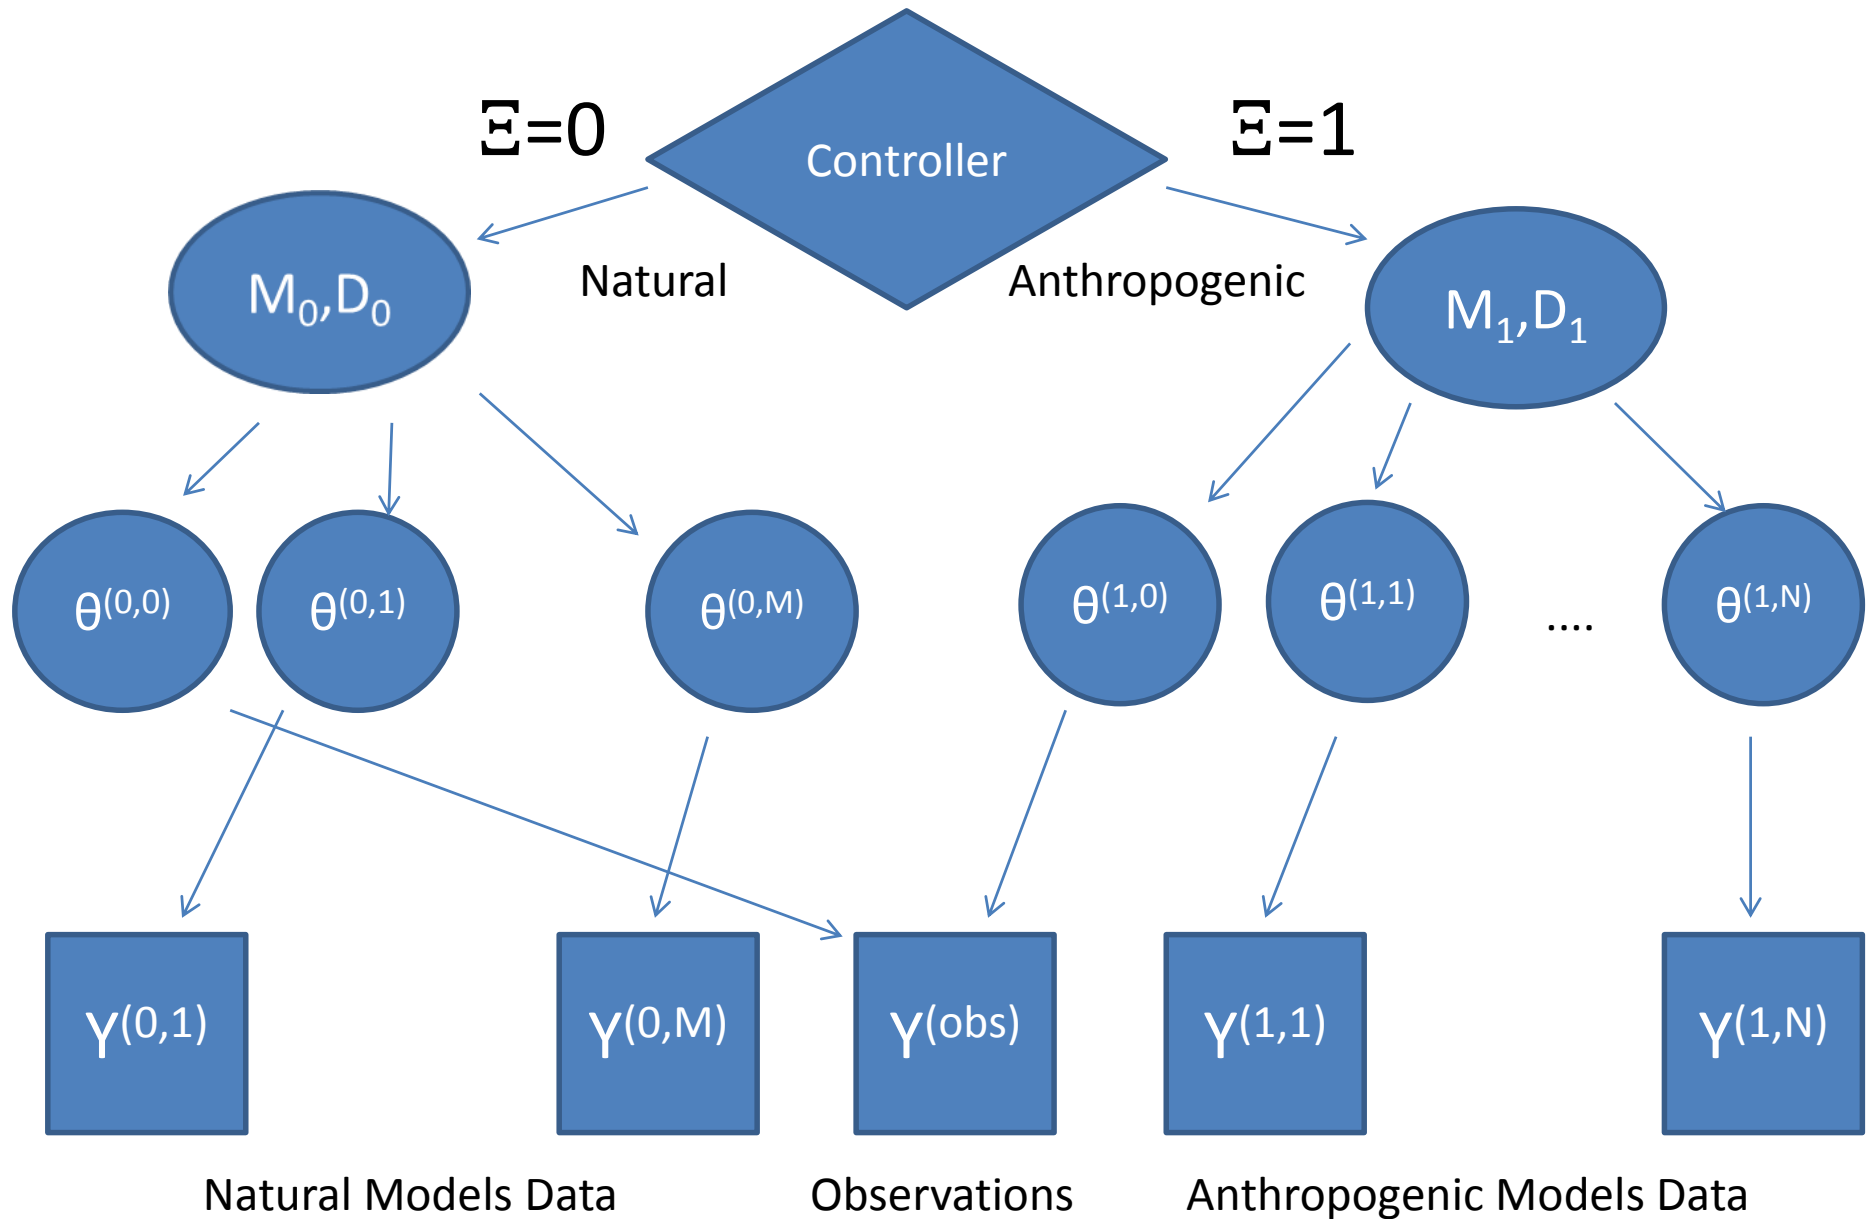 Ξ=0
Controller
Ξ=1
Natural
Anthropogenic
M₀,D₀
M₁,D₁
θ⁽⁰,⁰⁾
θ⁽⁰,¹⁾
θ⁽⁰,ᴹ⁾
θ⁽¹,⁰⁾
θ⁽¹,¹⁾
....
θ⁽¹,ᴺ⁾
Y⁽⁰,¹⁾
Y⁽⁰,ᴹ⁾
Y⁽ᵒᵇˢ⁾
Y⁽¹,¹⁾
Y⁽¹,ᴺ⁾
Natural Models Data
Observations
Anthropogenic Models Data